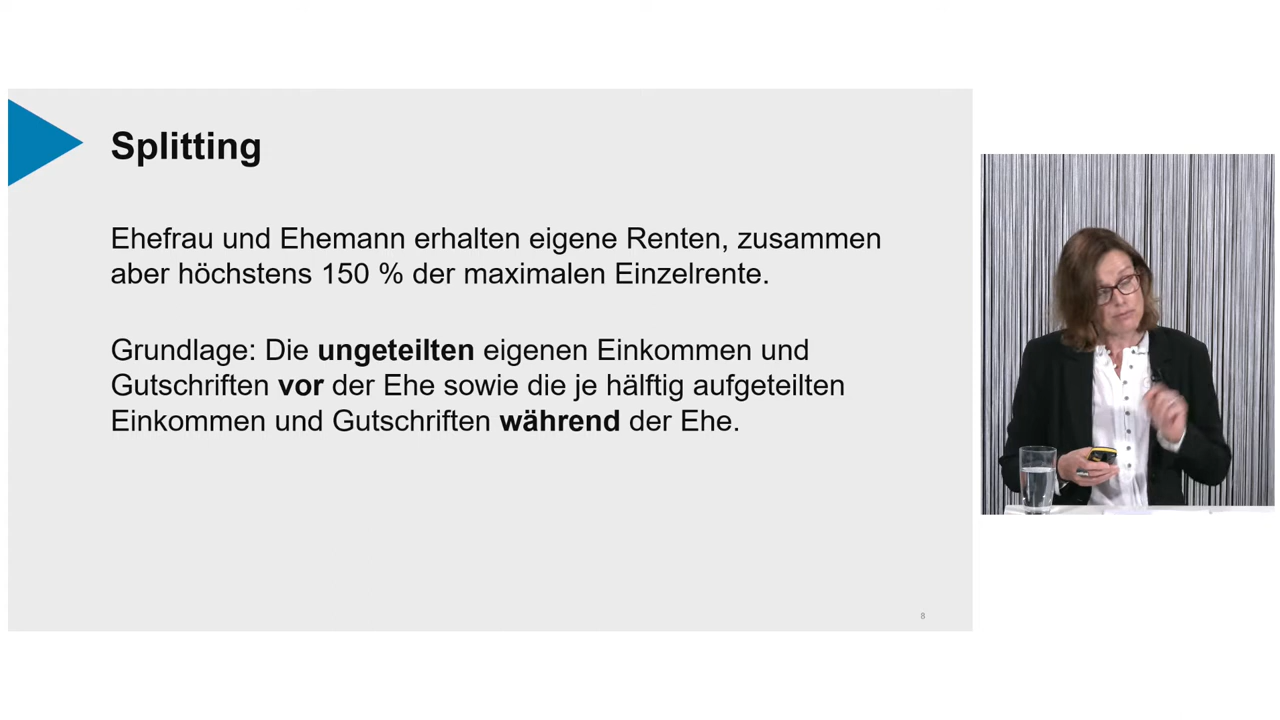 Splitting
Ehefrau und Ehemann erhalten eigene Renten, zusammen
aber höchstens 150 % der maximalen Einzelrente.
Grundlage: Die ungeteilten eigenen Einkommen und
Gutschriften vor der Ehe sowie die je hälftig aufgeteilten
Einkommen und Gutschriften während der Ehe.
8